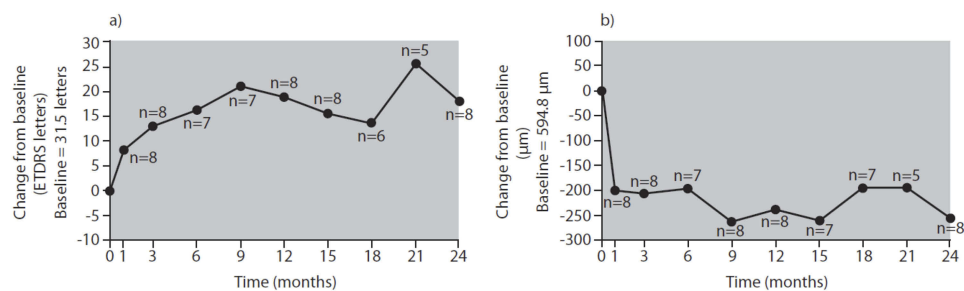 a)
Change from baseline
(ETDRS letters)
Baseline = 31.5 letters
30
25
20
15
10
5
0
-5
-10
n=8
n=8
n=7
n=7
n=8
n=8
n=6
n=5
n=8
0 1 3 6 9 12 15 18 21 24
Time (months)
b)
Change from baseline
(μm)
Baseline = 594.8 μm
100
50
0
-50
-100
-150
-200
-250
-300
n=8
n=8
n=7
n=8
n=8
n=7
n=7
n=5
n=8
0 1 3 6 9 12 15 18 21 24
Time (months)